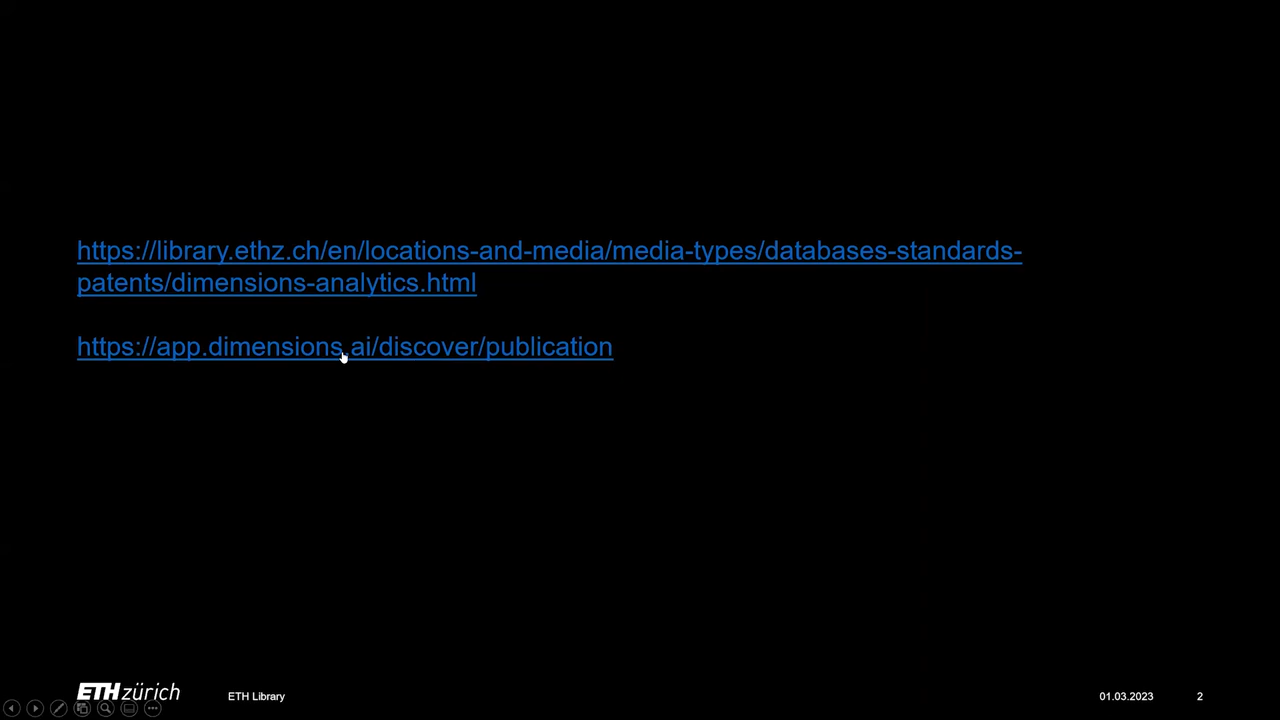 https://library.ethz.ch/en/locations-and-media/media-types/databases-standards-
patents/dimensions-analytics.html
https://app.dimensions.ai/discover/publication
ETH zürich
ETH Library
01.03.2023
2